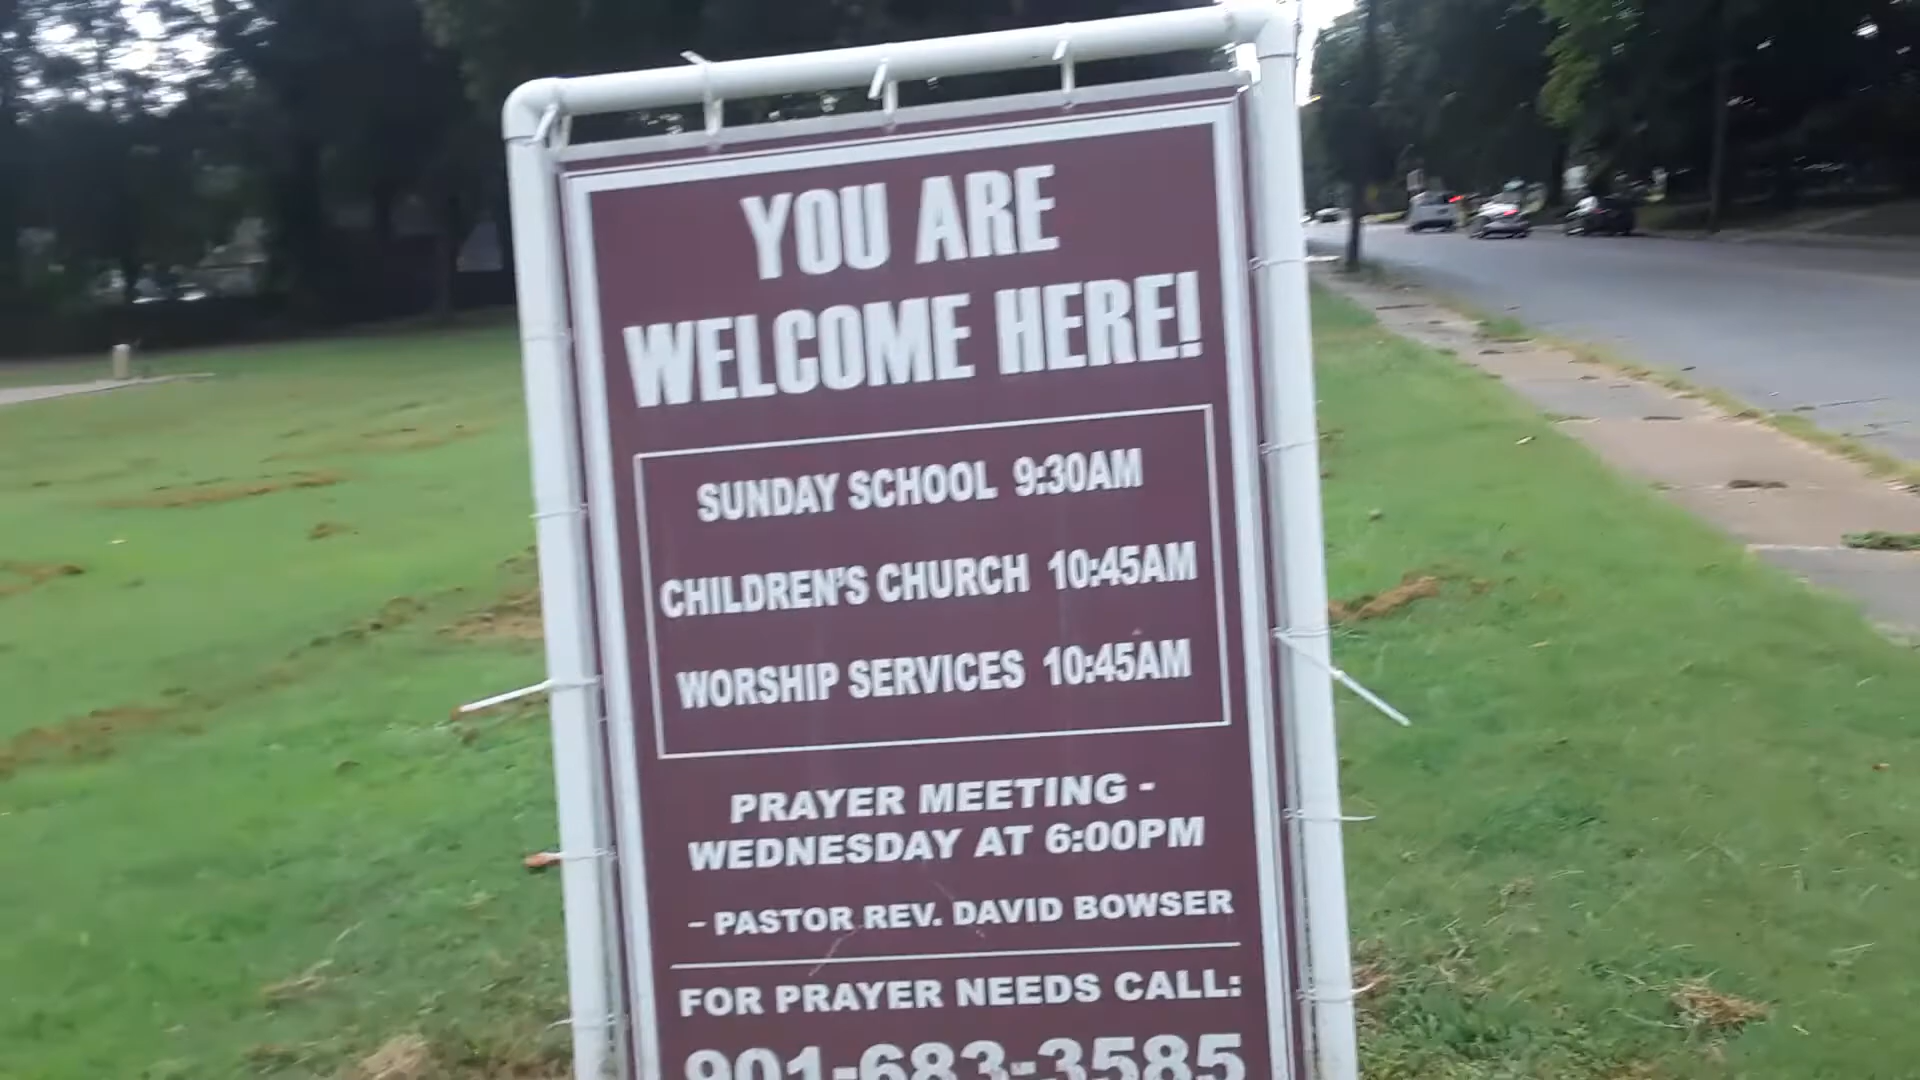 YOU ARE
WELCOME HERE!
SUNDAY SCHOOL 9:30AM
CHILDREN'S CHURCH 10:45AM
WORSHIP SERVICES 10:45AM
PRAYER MEETING -
WEDNESDAY AT 6:00PM
- PASTOR REV. DAVID BOWSER
FOR PRAYER NEEDS CALL:
901-683-3585